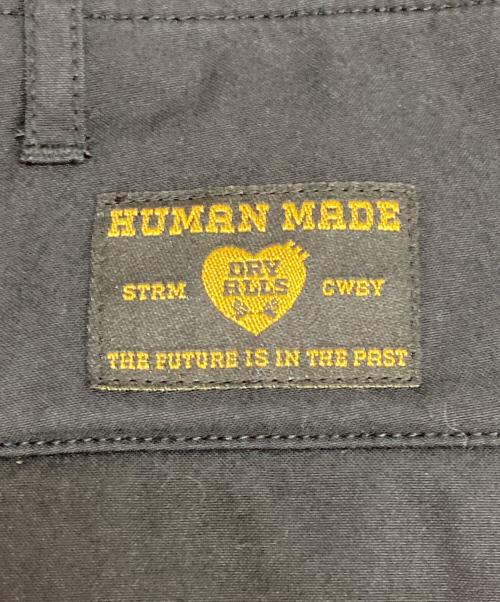 HUMAN MADE
DRY
ALLS
STRM
CWBY
THE FUTURE IS IN THE PAST